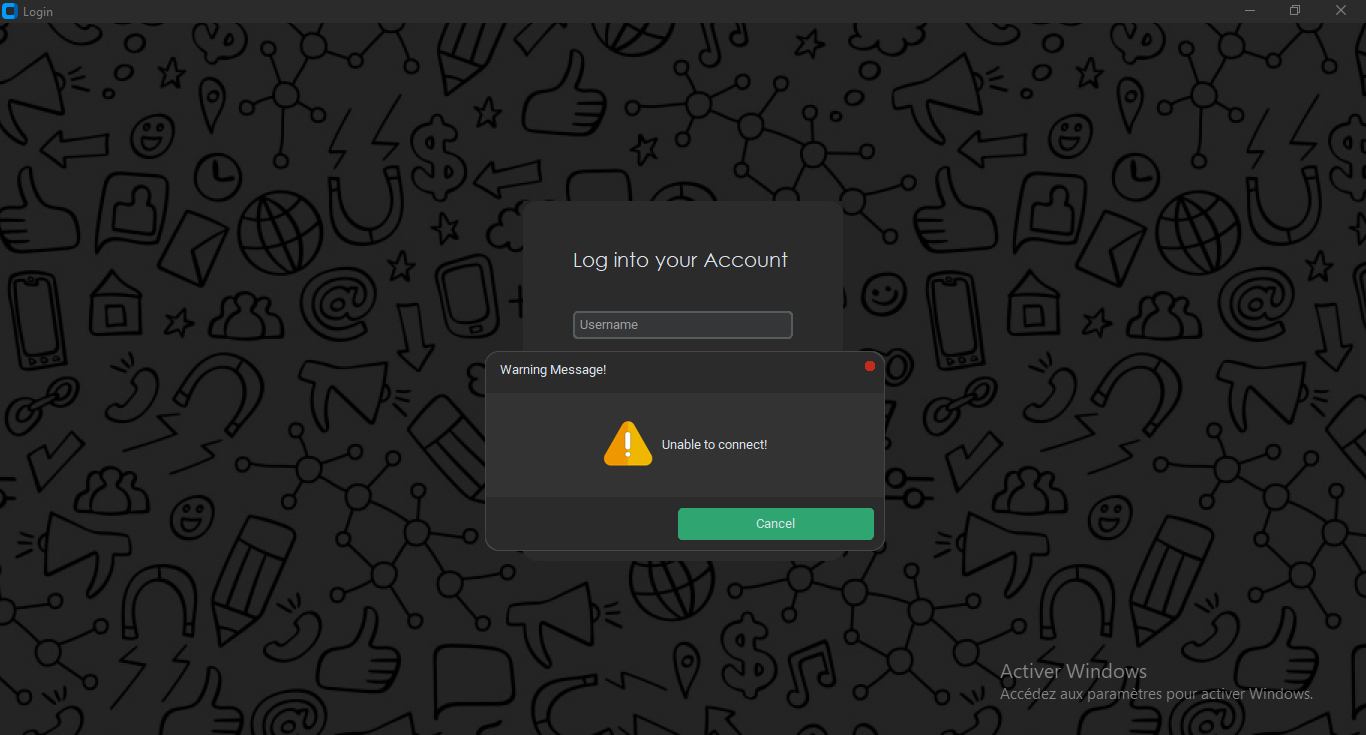 Login
Log into your Account
Username
Warning Message!
Unable to connect!
Cancel
Activer Windows
Accédez aux paramètres pour activer Windows.